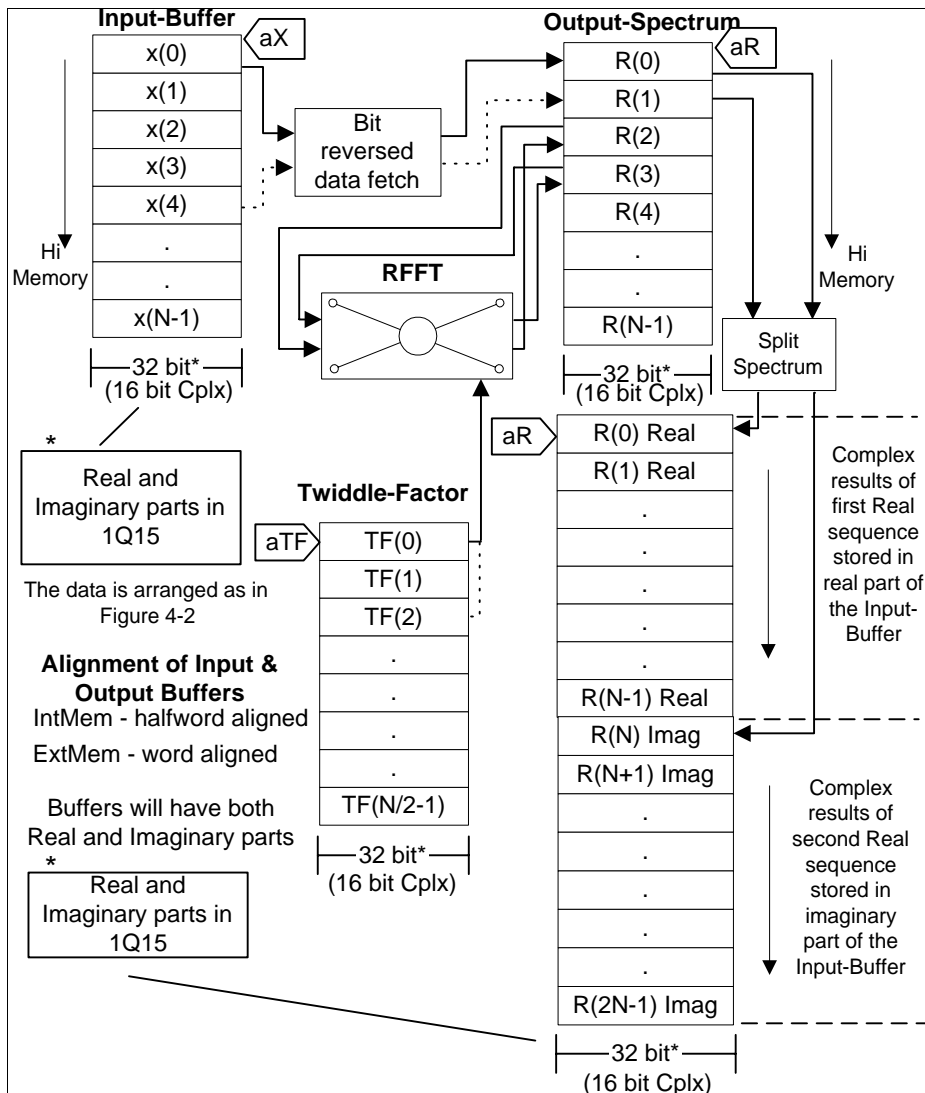 Input-Buffer
aX
x(0)
x(1)
x(2)
x(3)
x(4)
.
.
x(N-1)
Hi
Memory
32 bit*
(16 bit Cplx)
Bit
reversed
data fetch
Output-Spectrum
aR
R(0)
R(1)
R(2)
R(3)
R(4)
.
.
R(N-1)
Hi
Memory
32 bit*
(16 bit Cplx)
RFFT
Split
Spectrum
*
Real and
Imaginary parts in
1Q15
The data is arranged as in
Figure 4-2
Alignment of Input &
Output Buffers
IntMem - halfword aligned
ExtMem - word aligned
Buffers will have both
Real and Imaginary parts
*
Real and
Imaginary parts in
1Q15
Twiddle-Factor
aTF
TF(0)
TF(1)
TF(2)
.
.
.
.
TF(N/2-1)
32 bit*
(16 bit Cplx)
aR
R(0) Real
R(1) Real
.
.
.
.
.
R(N-1) Real
R(N) Imag
R(N+1) Imag
.
.
.
.
.
R(2N-1) Imag
32 bit*
(16 bit Cplx)
Complex
results of
first Real
sequence
stored in
real part of
the Input-
Buffer
Complex
results of
second Real
sequence
stored in
imaginary
part of the
Input-Buffer